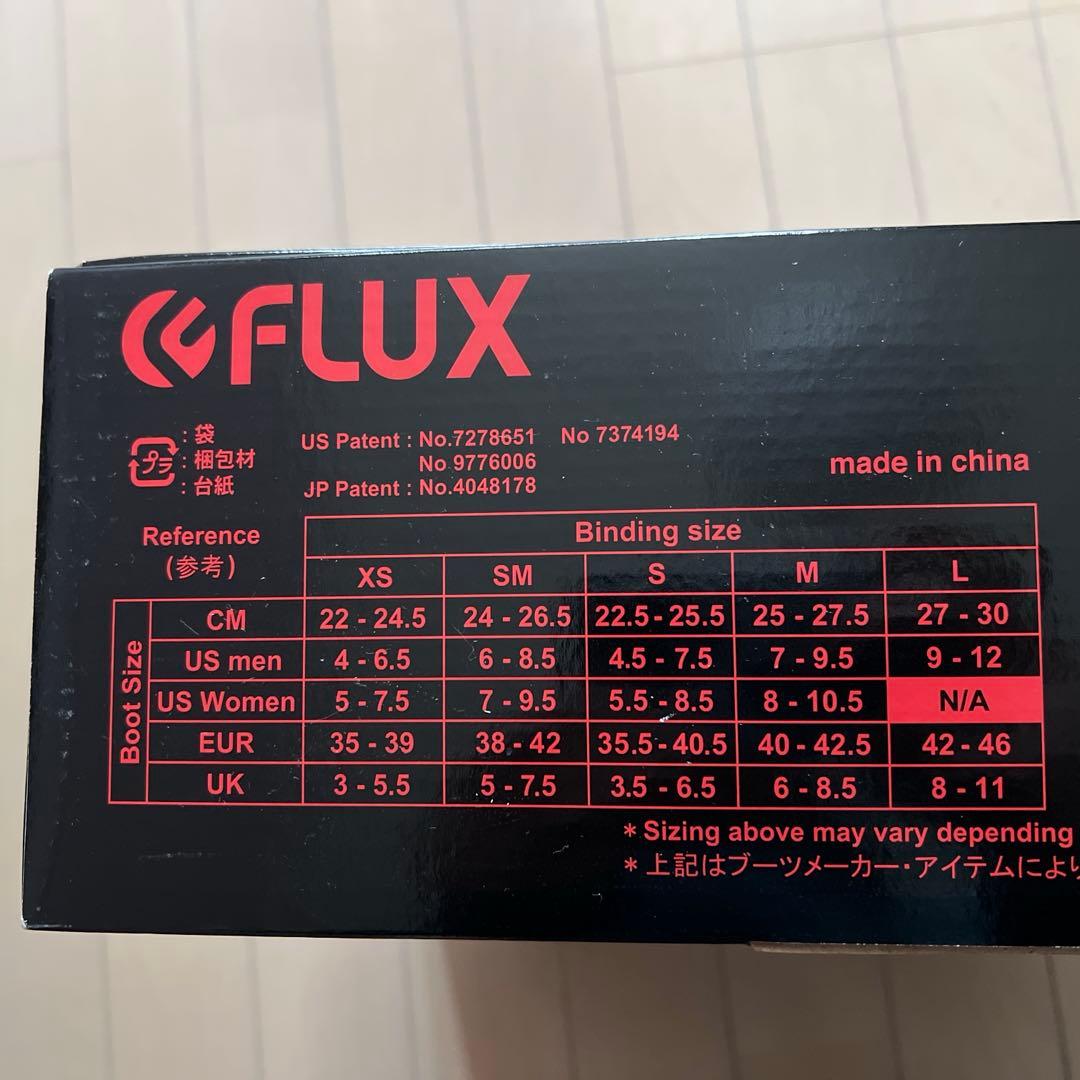 FLUX
プラ
: 袋
: 梱包材
: 台紙
US Patent : No.7278651 No 7374194
No 9776006
JP Patent : No.4048178
made in china
Reference
(参考)
Binding size
XS SM S M L
Boot Size
CM 22 - 24.5 24 - 26.5 22.5 - 25.5 25 - 27.5 27 - 30
US men 4 - 6.5 6 - 8.5 4.5 - 7.5 7 - 9.5 9 - 12
US Women 5 - 7.5 7 - 9.5 5.5 - 8.5 8 - 10.5 N/A
EUR 35 - 39 38 - 42 35.5 - 40.5 40 - 42.5 42 - 46
UK 3 - 5.5 5 - 7.5 3.5 - 6.5 6 - 8.5 8 - 11
* Sizing above may vary depending
* 上記はブーツメーカー・アイテムにより